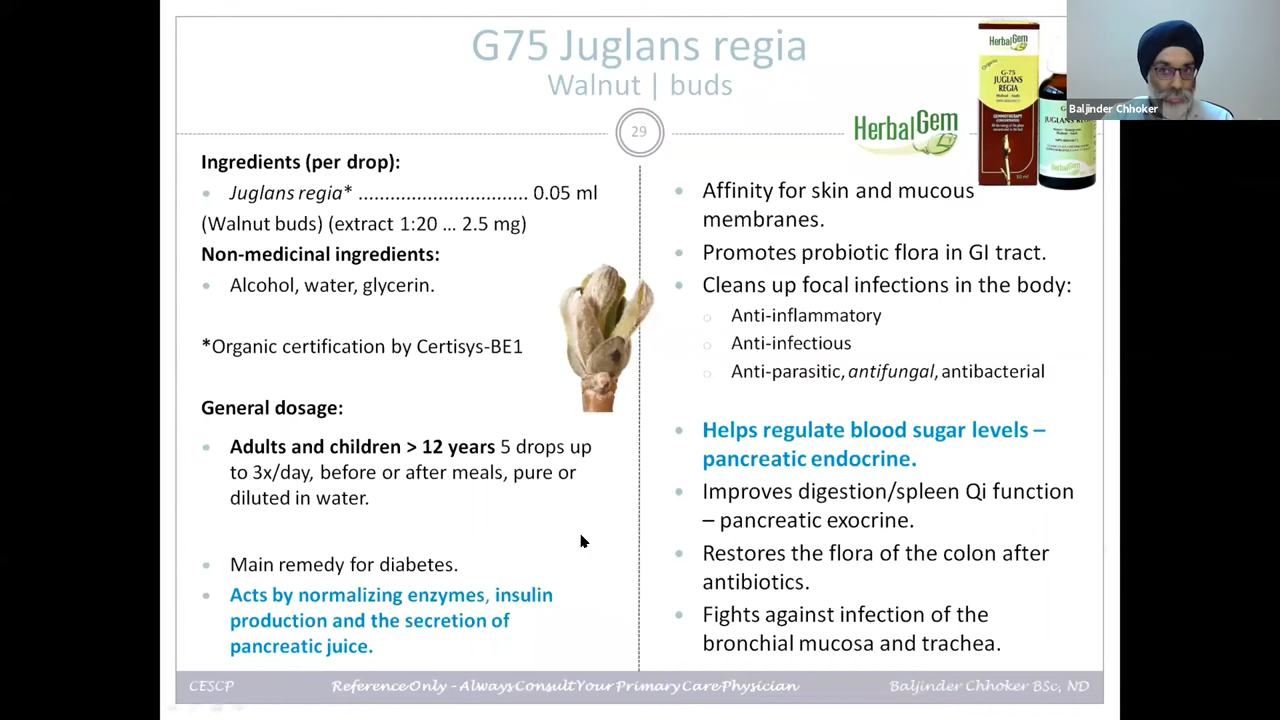 G75 Juglans regia
Walnut | buds
29
HerbalGem
HerbalGem
Organic
G-75
JUGLANS
REGIA
Baljinder Chhoker
Ingredients (per drop):
Juglans regia* ................................ 0.05 ml
(Walnut buds) (extract 1:20 ... 2.5 mg)
Non-medicinal ingredients:
Alcohol, water, glycerin.
*Organic certification by Certisys-BE1
General dosage:
Adults and children > 12 years 5 drops up
to 3x/day, before or after meals, pure or
diluted in water.
Main remedy for diabetes.
Acts by normalizing enzymes, insulin
production and the secretion of
pancreatic juice.
Affinity for skin and mucous
membranes.
Promotes probiotic flora in GI tract.
Cleans up focal infections in the body:
Anti-inflammatory
Anti-infectious
Anti-parasitic, antifungal, antibacterial
Helps regulate blood sugar levels –
pancreatic endocrine.
Improves digestion/spleen Qi function
– pancreatic exocrine.
Restores the flora of the colon after
antibiotics.
Fights against infection of the
bronchial mucosa and trachea.
CESCP
Reference Only - Always Consult Your Primary Care Physician
Baljinder Chhoker BSc, ND